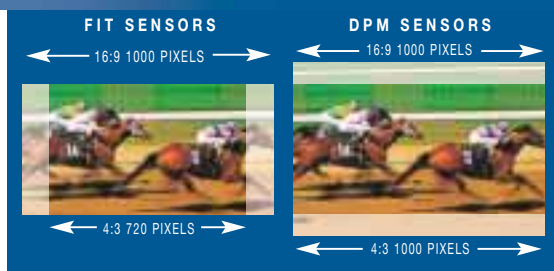 FIT SENSORS
16:9 1000 PIXELS
4:3 720 PIXELS
DPM SENSORS
16:9 1000 PIXELS
4:3 1000 PIXELS